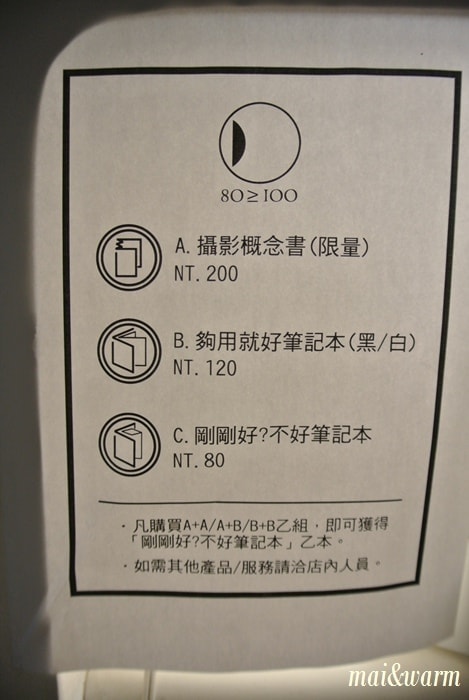 80≥100
A. 攝影概念書(限量)
NT. 200
B. 夠用就好筆記本(黑/白)
NT. 120
C. 剛剛好?不好筆記本
NT. 80
·凡購買A+A/A+B/B+B乙組，即可獲得
「剛剛好?不好筆記本」乙本。
·如需其他產品/服務請洽店內人員。
mai&warm